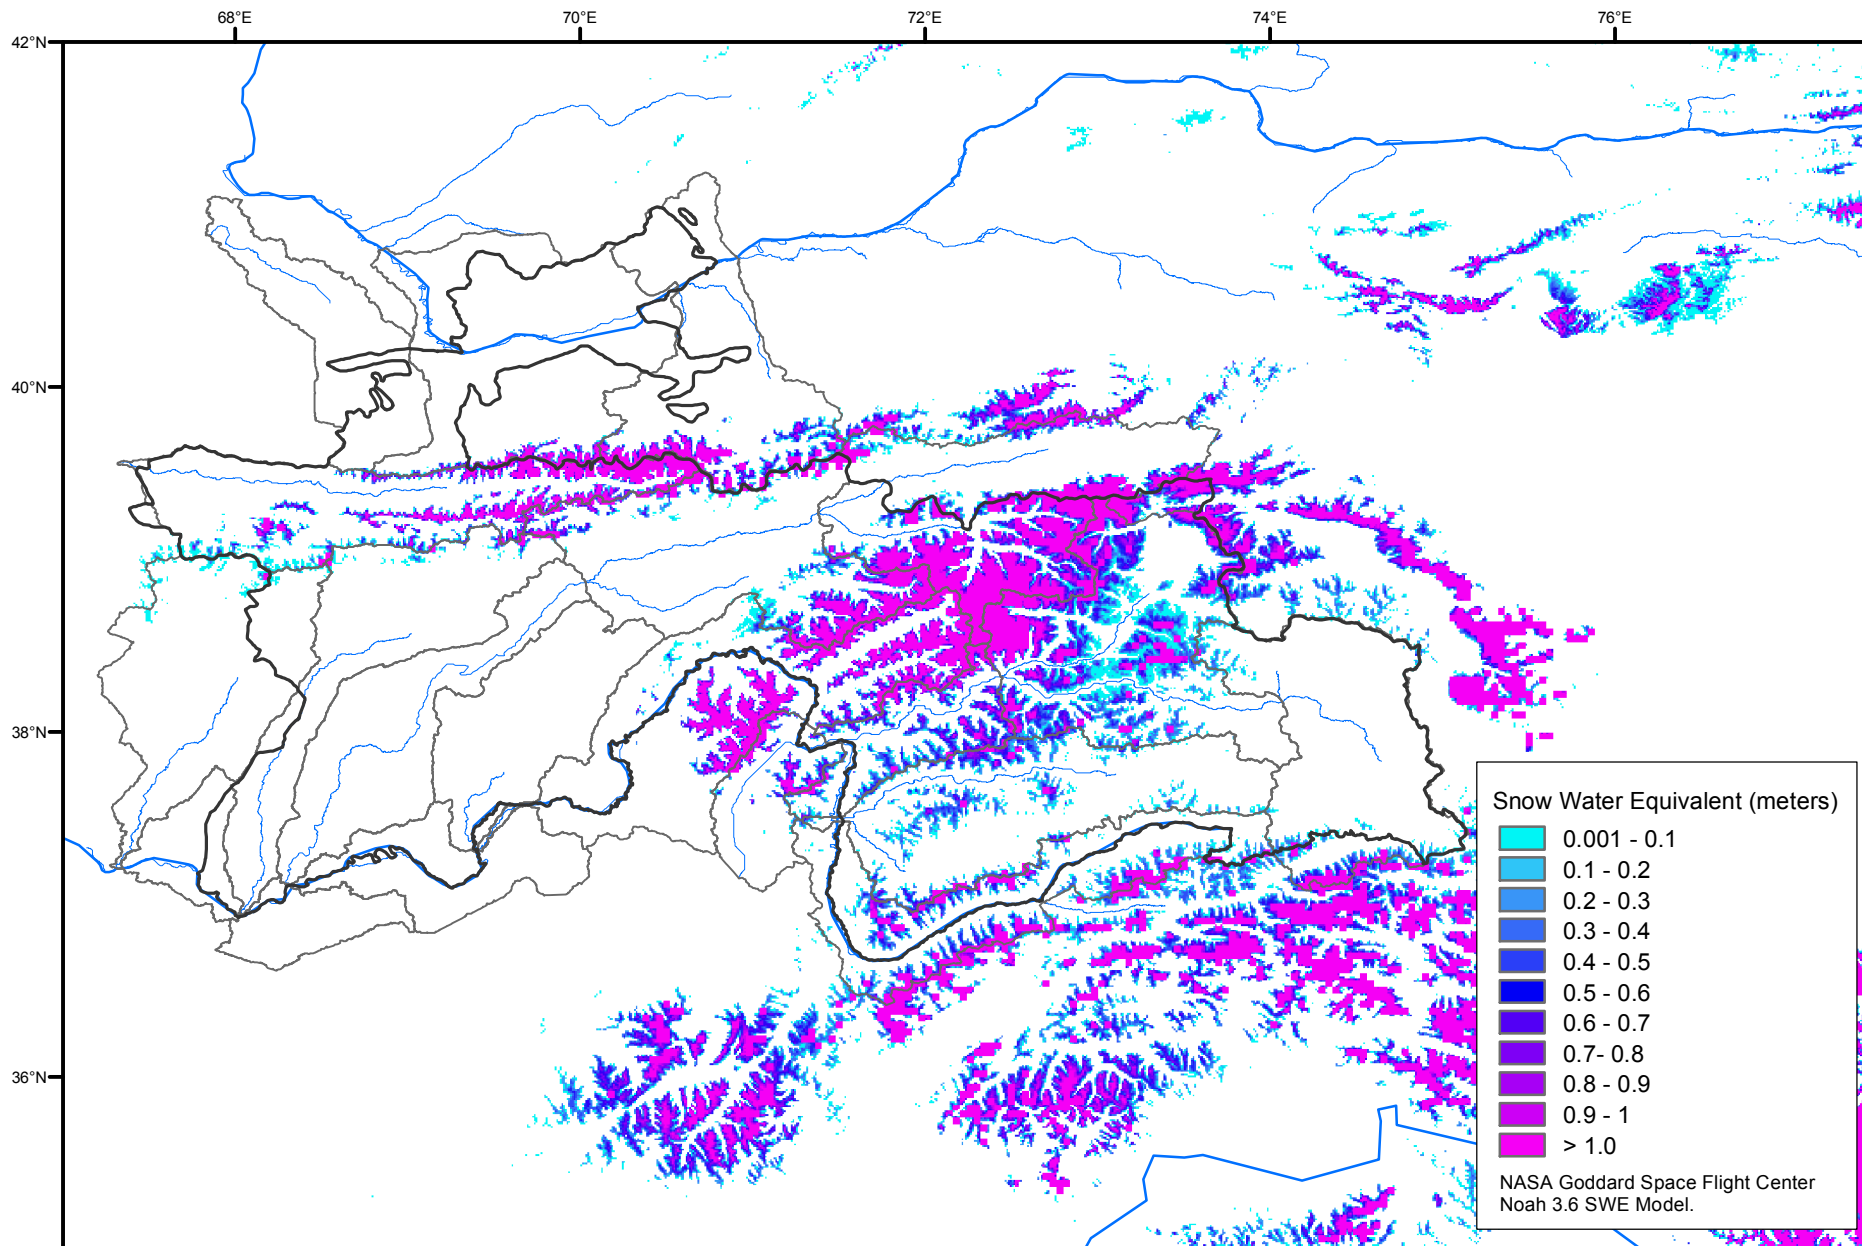 68°E
70°E
72°E
74°E
76°E
42°N
40°N
38°N
36°N
Snow Water Equivalent (meters)
0.001 - 0.1
0.1 - 0.2
0.2 - 0.3
0.3 - 0.4
0.4 - 0.5
0.5 - 0.6
0.6 - 0.7
0.7- 0.8
0.8 - 0.9
0.9 - 1
> 1.0
NASA Goddard Space Flight Center
Noah 3.6 SWE Model.